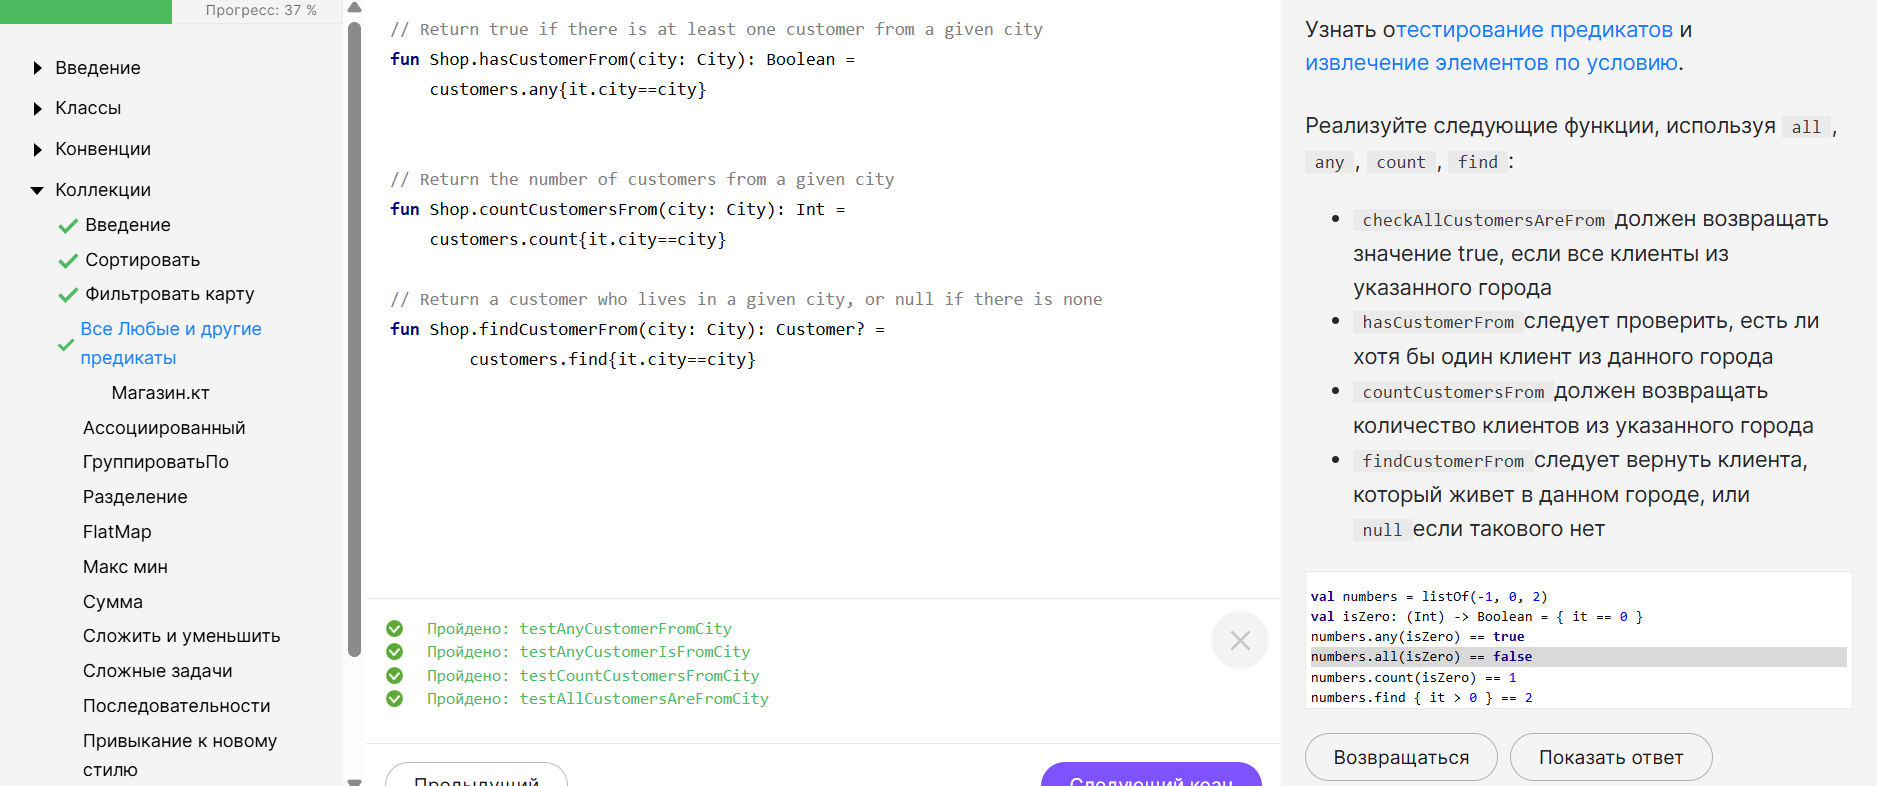 Прогресс: 37 %
Введение
Классы
Конвенции
Коллекции
Введение
Сортировать
Фильтровать карту
Все Любые и другие
предикаты
Магазин.кт
Ассоциированный
ГруппироватьПо
Разделение
FlatMap
Макс мин
Сумма
Сложить и уменьшить
Сложные задачи
Последовательности
Привыкание к новому
стилю
// Return true if there is at least one customer from a given city
fun Shop.hasCustomerFrom(city: City): Boolean =
customers.any{it.city==city}
// Return the number of customers from a given city
fun Shop.countCustomersFrom(city: City): Int =
customers.count{it.city==city}
// Return a customer who lives in a given city, or null if there is none
fun Shop.findCustomerFrom(city: City): Customer? =
customers.find{it.city==city}
Пройдено: testAnyCustomerFromCity
Пройдено: testAnyCustomerIsFromCity
Пройдено: testCountCustomersFromCity
Пройдено: testAllCustomersAreFromCity
Предыдущий
Следующий коан
Узнать отестирование предикатов и
извлечение элементов по условию.
Реализуйте следующие функции, используя all ,
any , count , find :
checkAllCustomersAreFrom должен возвращать
значение true, если все клиенты из
указанного города
hasCustomerFrom следует проверить, есть ли
хотя бы один клиент из данного города
countCustomersFrom должен возвращать
количество клиентов из указанного города
findCustomerFrom следует вернуть клиента,
который живет в данном городе, или
null если такового нет
val numbers = listOf(-1, 0, 2)
val isZero: (Int) -> Boolean = { it == 0 }
numbers.any(isZero) == true
numbers.all(isZero) == false
numbers.count(isZero) == 1
numbers.find { it > 0 } == 2
Возвращаться
Показать ответ